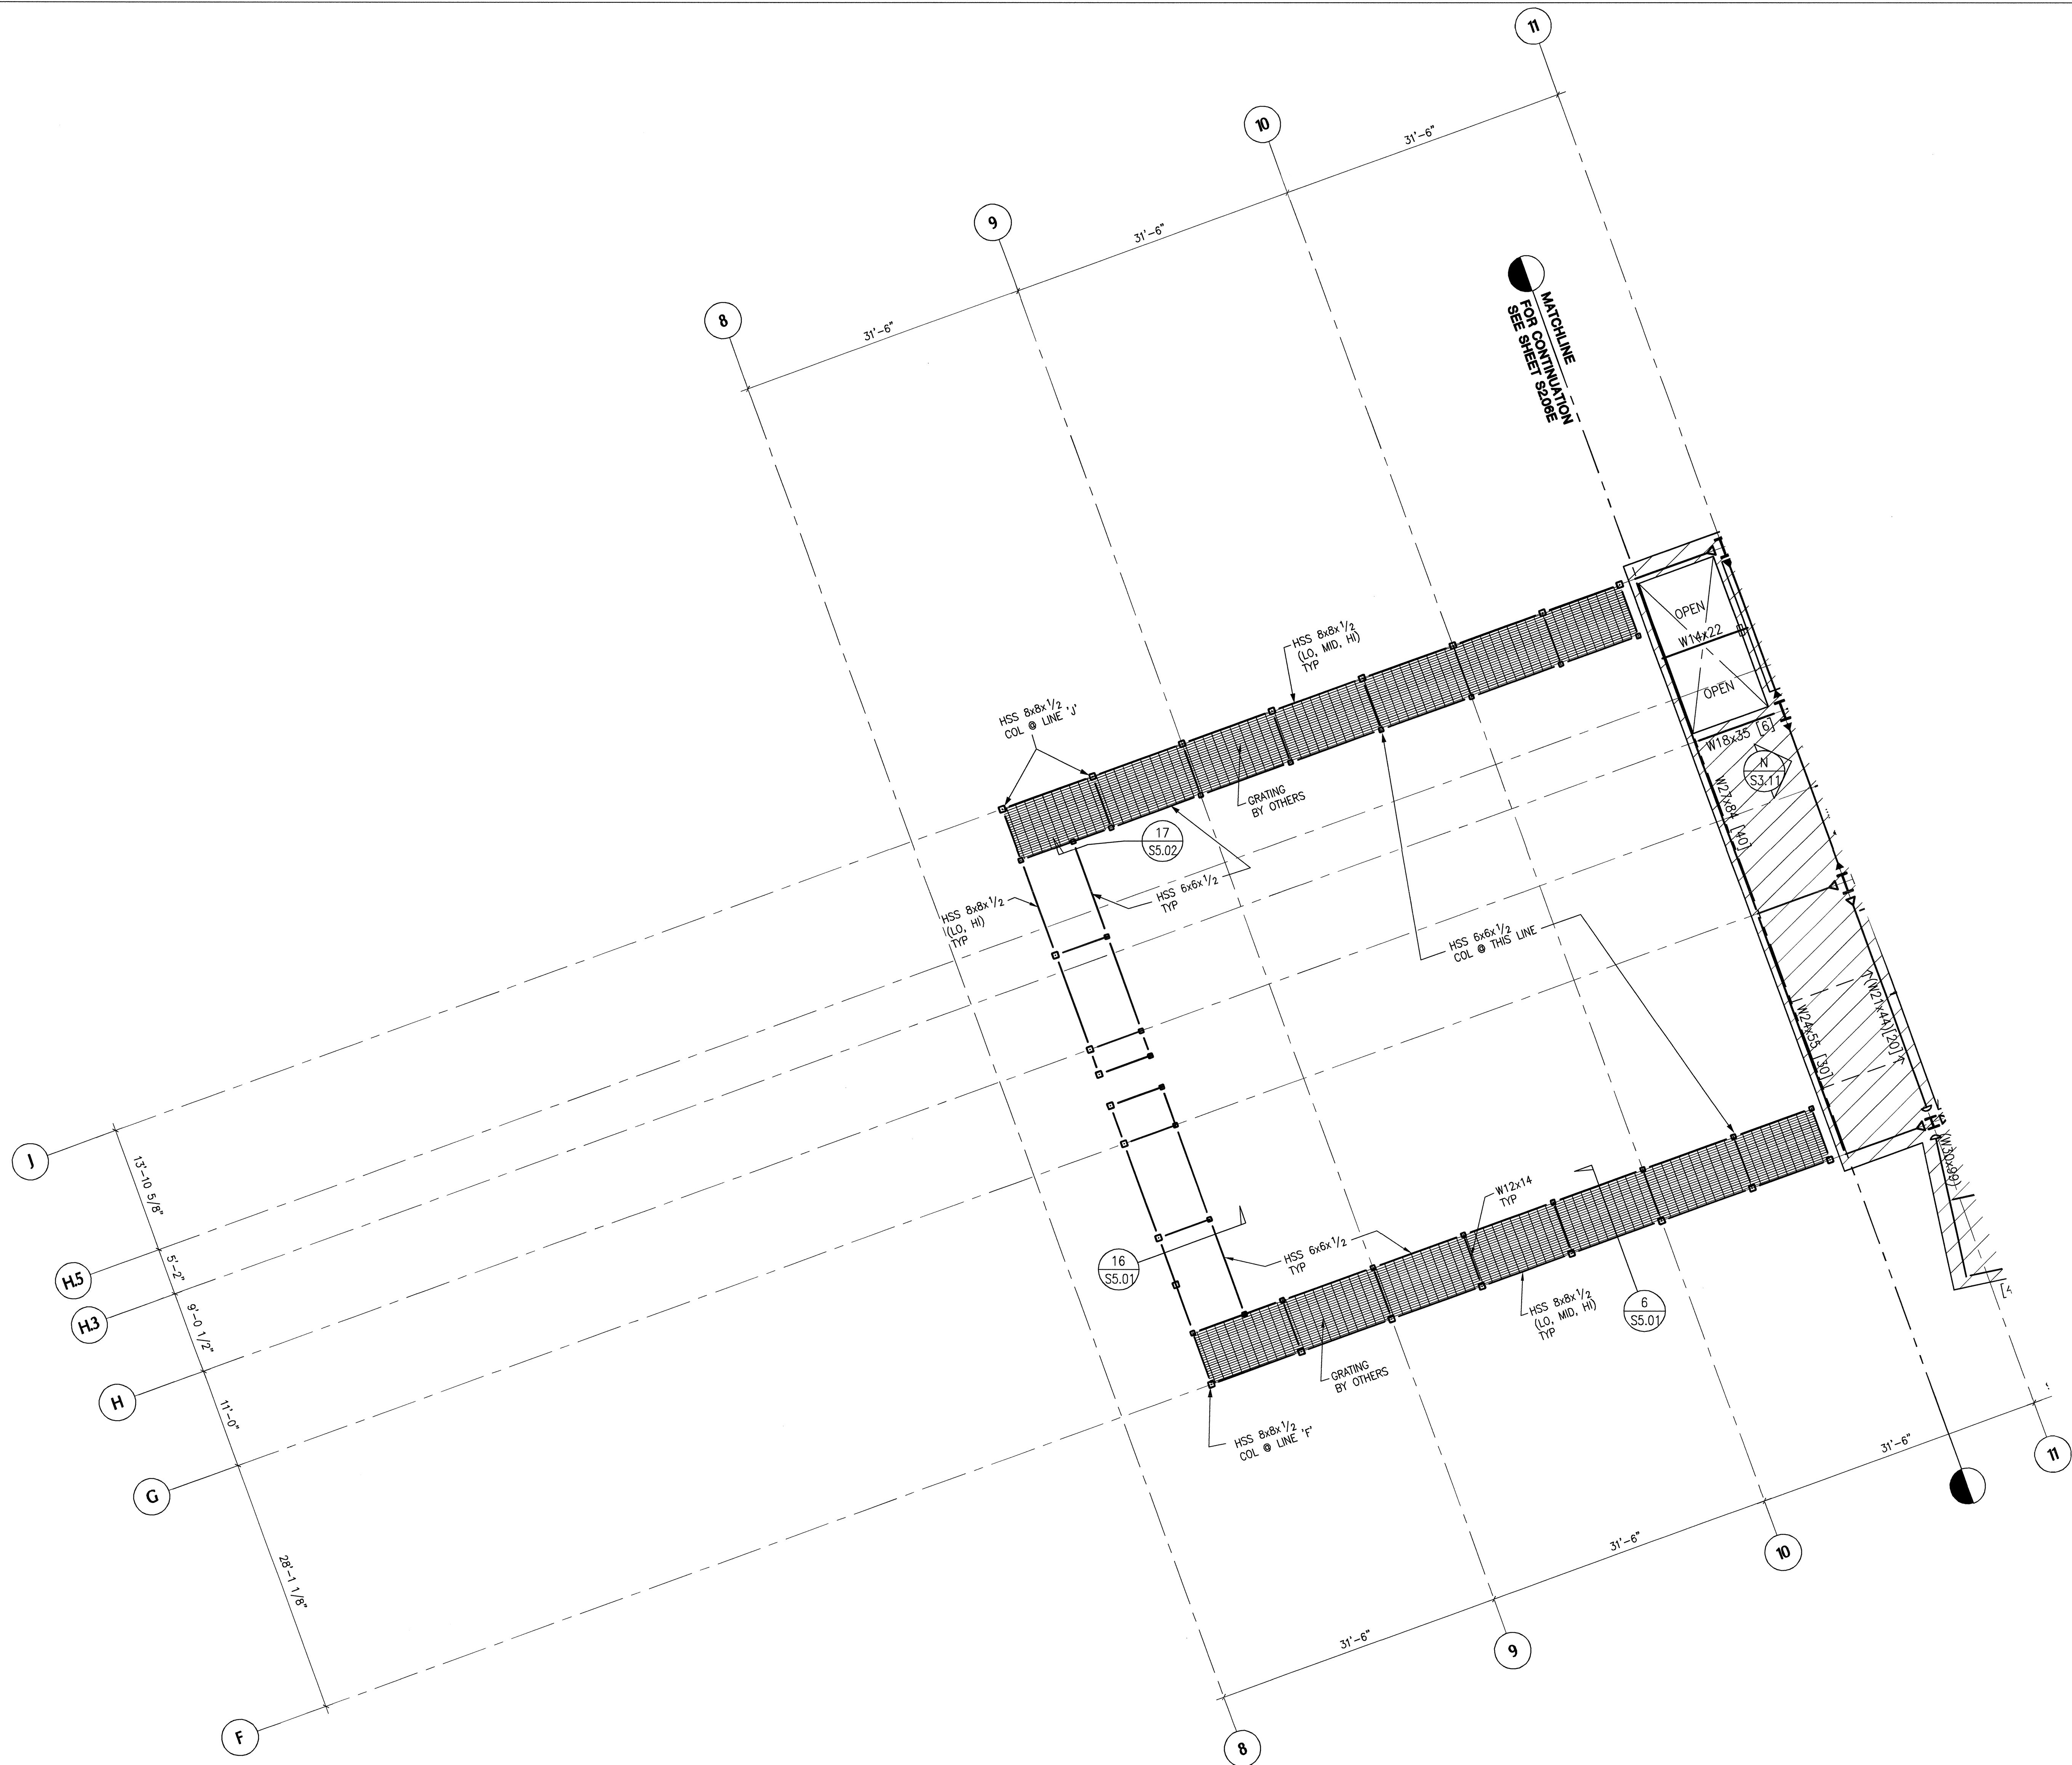 11
10
9
8
31'-6"
31'-6"
31'-6"
MATCHLINE
FOR CONTINUATION
SEE SHEET S2.06E
OPEN
W14x22
OPEN
W18x35 [6]
N
S3.11
W27x84 [40]
HSS 8x8x1/2
(LO, MID, HI)
TYP
HSS 8x8x1/2
COL @ LINE 'J'
GRATING
BY OTHERS
17
S5.02
HSS 6x6x1/2
TYP
HSS 8x8x1/2
(LO, HI)
TYP
HSS 6x6x1/2
COL @ THIS LINE
(W21x44)[20]
W24x55 [30]
(W30x99)
J
H.5
H.3
H
G
F
13'-10 5/8"
5'-2"
9'-0 1/2"
11'-0"
28'-1 1/8"
W12x14
TYP
16
S5.01
HSS 6x6x1/2
TYP
HSS 8x8x1/2
(LO, MID, HI)
TYP
6
S5.01
GRATING
BY OTHERS
HSS 8x8x1/2
COL @ LINE 'F'
31'-6"
31'-6"
31'-6"
11
10
9
8